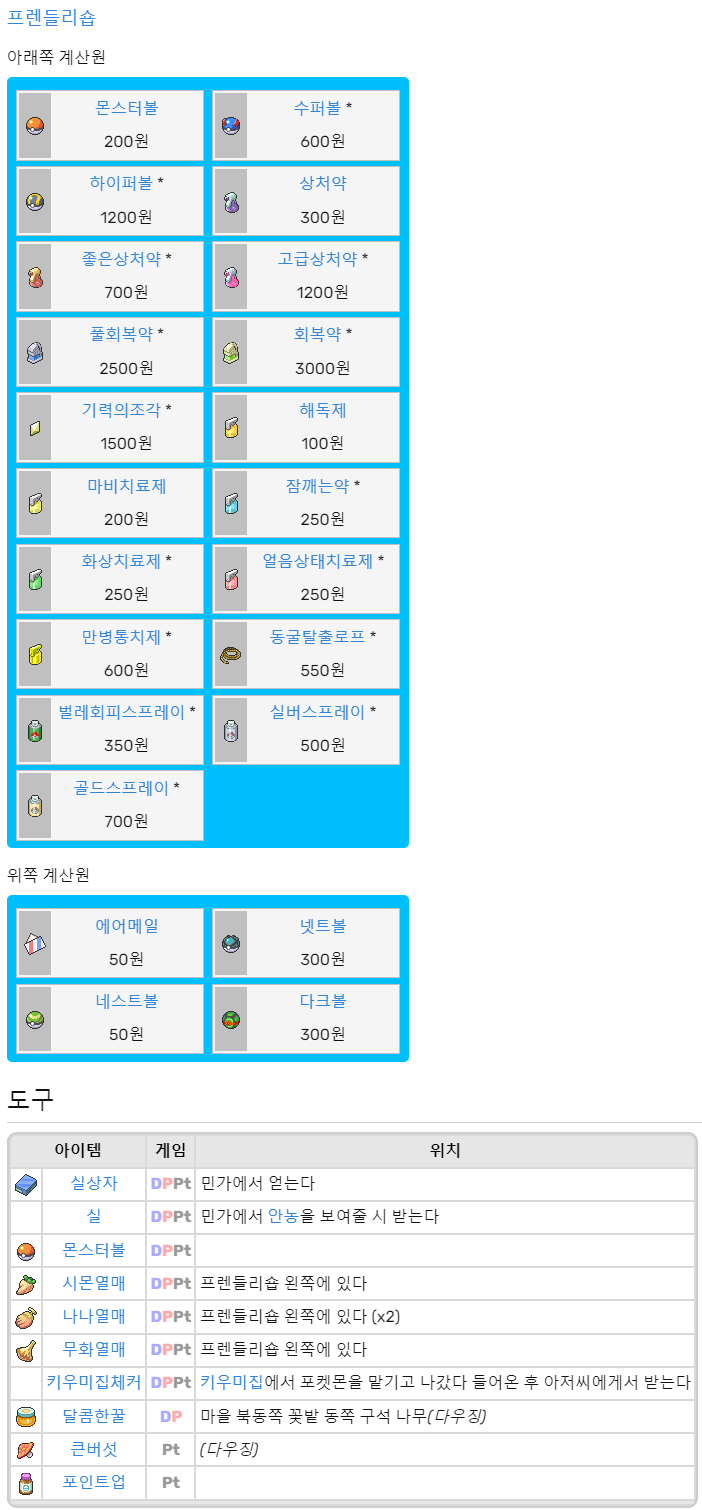 프렌들리숍
아래쪽 계산원
몬스터볼
200원
수퍼볼 *
600원
하이퍼볼 *
1200원
상처약
300원
좋은상처약 *
700원
고급상처약 *
1200원
풀회복약 *
2500원
회복약 *
3000원
기력의조각 *
1500원
해독제
100원
마비치료제
200원
잠깨는약 *
250원
화상치료제 *
250원
얼음상태치료제 *
250원
만병통치제 *
600원
동굴탈출로프 *
550원
벌레회피스프레이 *
350원
실버스프레이 *
500원
골드스프레이 *
700원
위쪽 계산원
에어메일
50원
넷트볼
300원
네스트볼
50원
다크볼
300원
도구
아이템 게임 위치
실상자 DPPt 민가에서 얻는다
실 DPPt 민가에서 안농을 보여줄 시 받는다
몬스터볼 DPPt
시몬열매 DPPt 프렌들리숍 왼쪽에 있다
나나열매 DPPt 프렌들리숍 왼쪽에 있다 (x2)
무화열매 DPPt 프렌들리숍 왼쪽에 있다
키우미집체커 DPPt 키우미집에서 포켓몬을 맡기고 나갔다 들어온 후 아저씨에게서 받는다
달콤한꿀 DP 마을 북동쪽 꽃밭 동쪽 구석 나무(다우징)
큰버섯 Pt (다우징)
포인트업 Pt